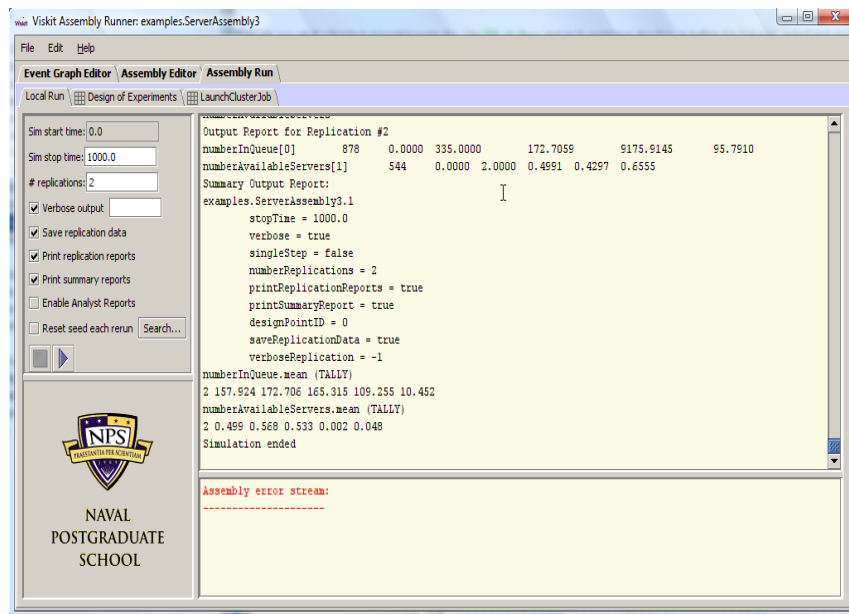 Viskit Assembly Runner: examples.ServerAssembly3
File Edit Help
Event Graph Editor Assembly Editor Assembly Run
Local Run Design of Experiments LaunchClusterJob
Sim start time: 0.0
Sim stop time: 1000.0
# replications: 2
Verbose output
Save replication data
Print replication reports
Print summary reports
Enable Analyst Reports
Reset seed each rerun Search...
NPS
PRAESTANTIA PER SCIENTIAM
NAVAL
POSTGRADUATE
SCHOOL
numberAvailableServers
Output Report for Replication #2
numberInQueue[0] 878 0.0000 335.0000 172.7059 9175.9145 95.7910
numberAvailableServers[1] 544 0.0000 2.0000 0.4991 0.4297 0.6555
Summary Output Report:
examples.ServerAssembly3.1
stopTime = 1000.0
verbose = true
singleStep = false
numberReplications = 2
printReplicationReports = true
printSummaryReport = true
designPointID = 0
saveReplicationData = true
verboseReplication = -1
numberInQueue.mean (TALLY)
2 157.924 172.706 165.315 109.255 10.452
numberAvailableServers.mean (TALLY)
2 0.499 0.568 0.533 0.002 0.048
Simulation ended
Assembly error stream:
---------------------